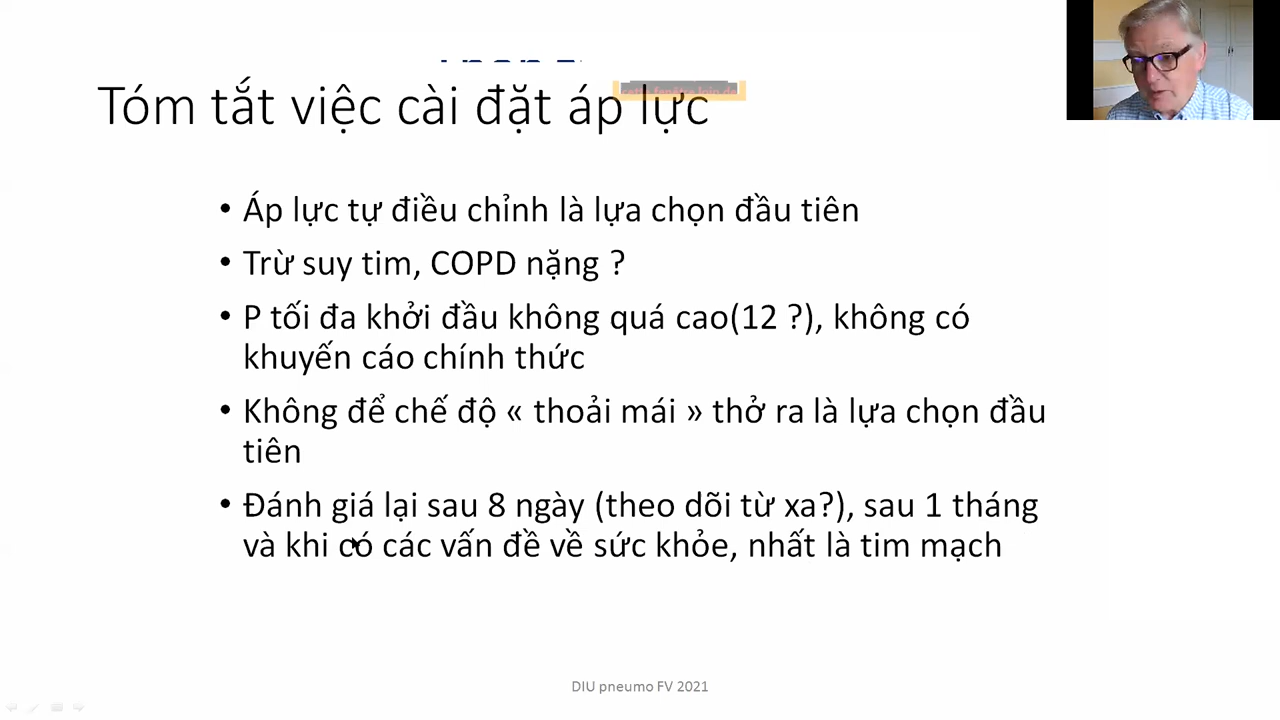 Tóm tắt việc cài đặt áp lực
• Áp lực tự điều chỉnh là lựa chọn đầu tiên
• Trừ suy tim, COPD nặng ?
• P tối đa khởi đầu không quá cao(12 ?), không có
khuyến cáo chính thức
• Không để chế độ « thoải mái » thở ra là lựa chọn đầu
tiên
• Đánh giá lại sau 8 ngày (theo dõi từ xa?), sau 1 tháng
và khi có các vấn đề về sức khỏe, nhất là tim mạch
DIU pneumo FV 2021